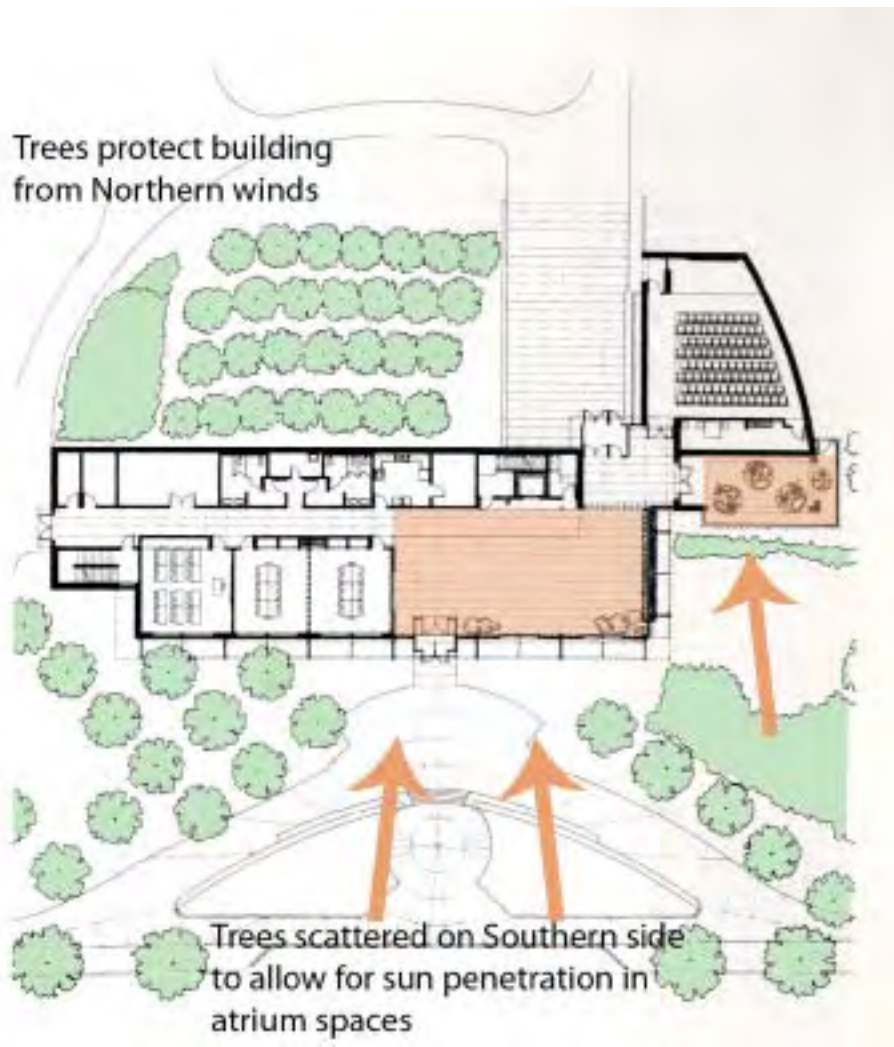 Trees protect building
from Northern winds
Trees scattered on Southern side
to allow for sun penetration in
atrium spaces